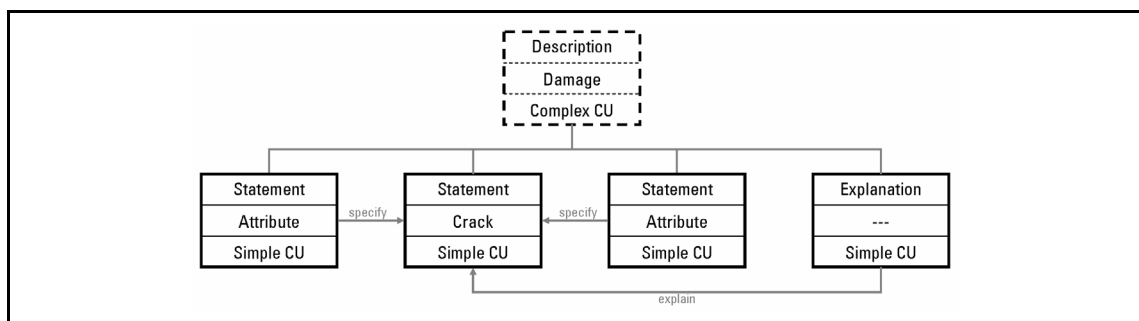 Description
Damage
Complex CU
Statement
Attribute
Simple CU
specify
Statement
Crack
Simple CU
specify
Statement
Attribute
Simple CU
Explanation
---
Simple CU
explain